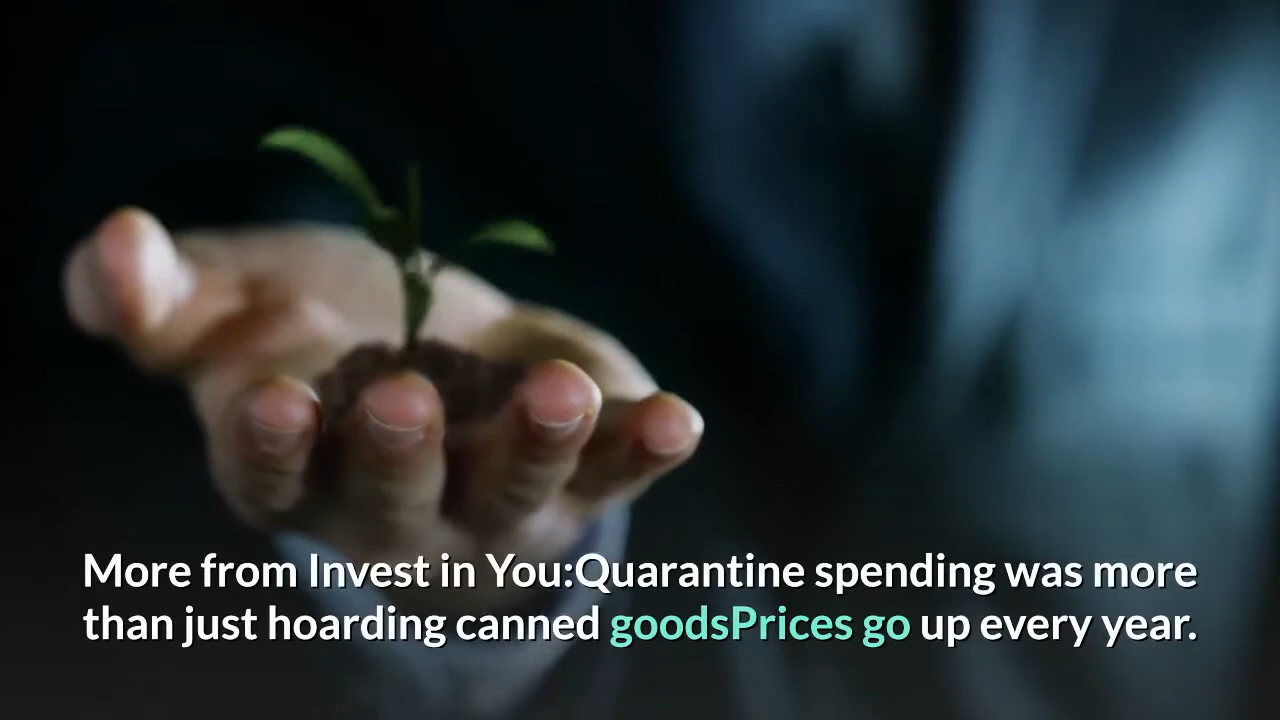 More from Invest in You:Quarantine spending was more
than just hoarding canned goodsPrices go up every year.